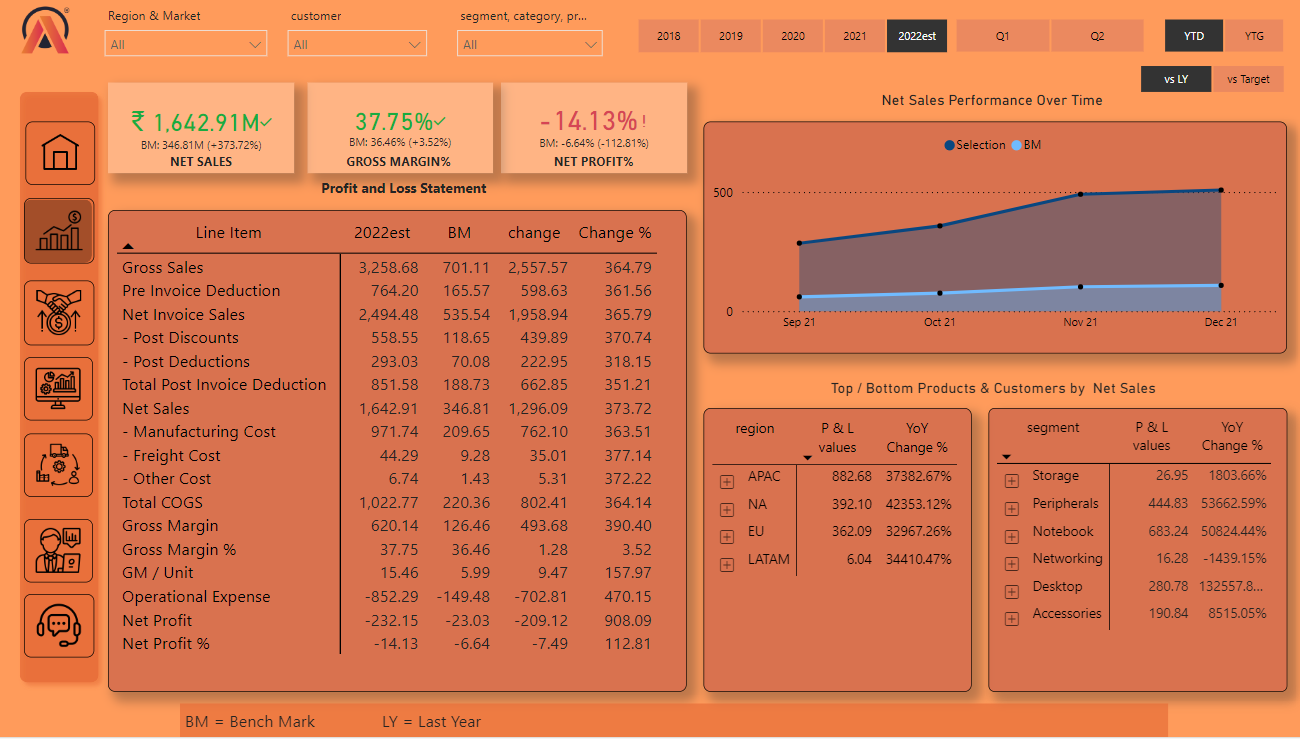 Region & Market customer segment, category, pr...
All All All
2018 2019 2020 2021 2022est Q1 Q2 YTD YTG
vs LY vs Target
₹ 1,642.91M
BM: 346.81M (+373.72%)
NET SALES
37.75%
BM: 36.46% (+3.52%)
GROSS MARGIN%
-14.13%!
BM: -6.64% (-112.81%)
NET PROFIT%
Net Sales Performance Over Time
Selection BM
500
0
Sep 21 Oct 21 Nov 21 Dec 21
Profit and Loss Statement
Line Item 2022est BM change Change %
Gross Sales 3,258.68 701.11 2,557.57 364.79
Pre Invoice Deduction 764.20 165.57 598.63 361.56
Net Invoice Sales 2,494.48 535.54 1,958.94 365.79
- Post Discounts 558.55 118.65 439.89 370.74
- Post Deductions 293.03 70.08 222.95 318.15
Total Post Invoice Deduction 851.58 188.73 662.85 351.21
Net Sales 1,642.91 346.81 1,296.09 373.72
- Manufacturing Cost 971.74 209.65 762.10 363.51
- Freight Cost 44.29 9.28 35.01 377.14
- Other Cost 6.74 1.43 5.31 372.22
Total COGS 1,022.77 220.36 802.41 364.14
Gross Margin 620.14 126.46 493.68 390.40
Gross Margin % 37.75 36.46 1.28 3.52
GM / Unit 15.46 5.99 9.47 157.97
Operational Expense -852.29 -149.48 -702.81 470.15
Net Profit -232.15 -23.03 -209.12 908.09
Net Profit % -14.13 -6.64 -7.49 112.81
Top / Bottom Products & Customers by Net Sales
region P & L values YoY Change %
APAC 882.68 37382.67%
NA 392.10 42353.12%
EU 362.09 32967.26%
LATAM 6.04 34410.47%
segment P & L values YoY Change %
Storage 26.95 1803.66%
Peripherals 444.83 53662.59%
Notebook 683.24 50824.44%
Networking 16.28 -1439.15%
Desktop 280.78 132557.8...
Accessories 190.84 8515.05%
BM = Bench Mark LY = Last Year